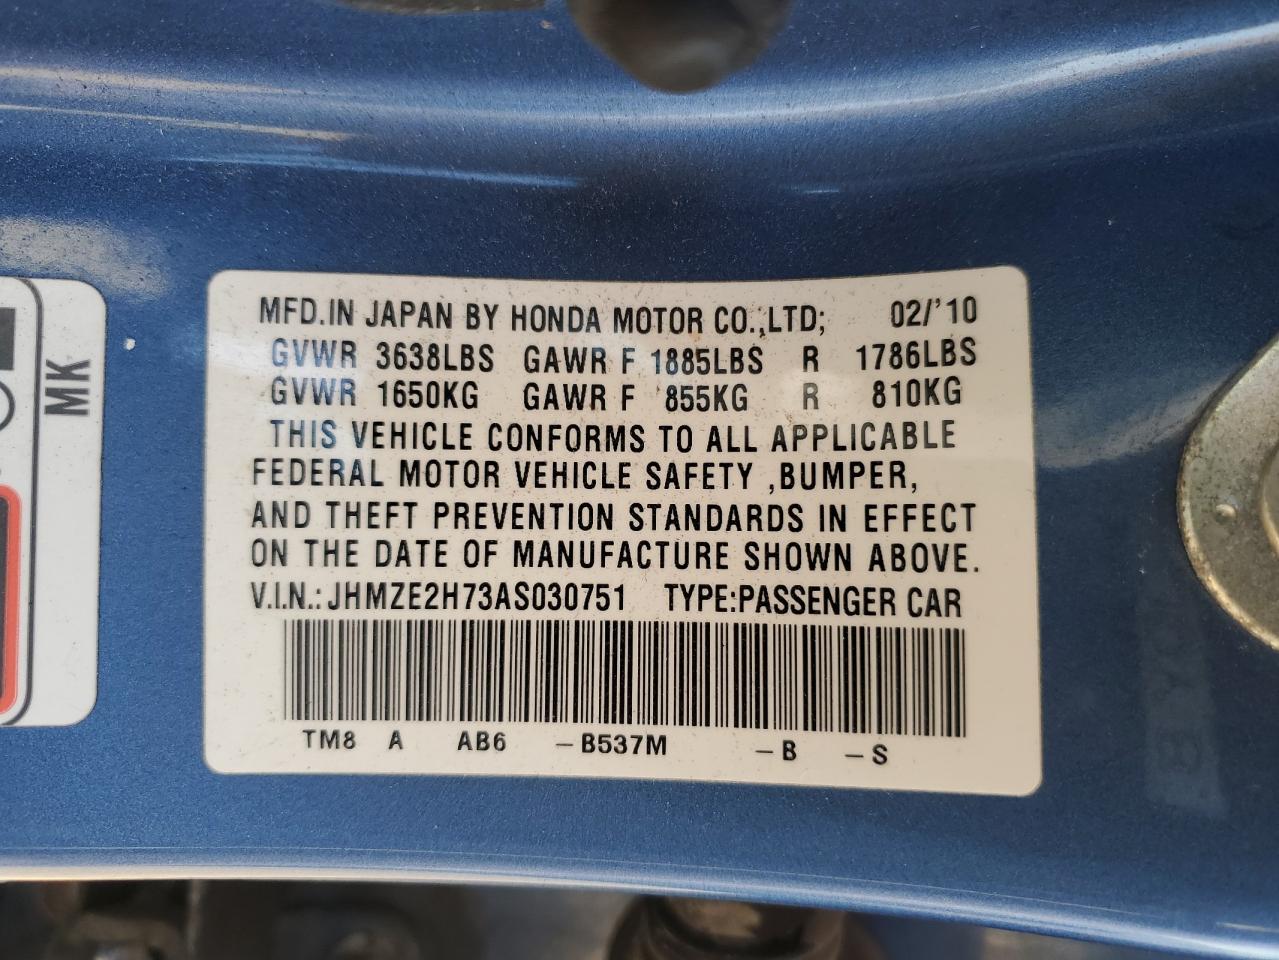 MFD.IN JAPAN BY HONDA MOTOR CO.,LTD; 02/'10
GVWR 3638LBS GAWR F 1885LBS R 1786LBS
GVWR 1650KG GAWR F 855KG R 810KG
THIS VEHICLE CONFORMS TO ALL APPLICABLE
FEDERAL MOTOR VEHICLE SAFETY ,BUMPER,
AND THEFT PREVENTION STANDARDS IN EFFECT
ON THE DATE OF MANUFACTURE SHOWN ABOVE.
V.I.N.: JHMZE2H73AS030751 TYPE:PASSENGER CAR
TM8 A AB6 -B537M -B -S
MK